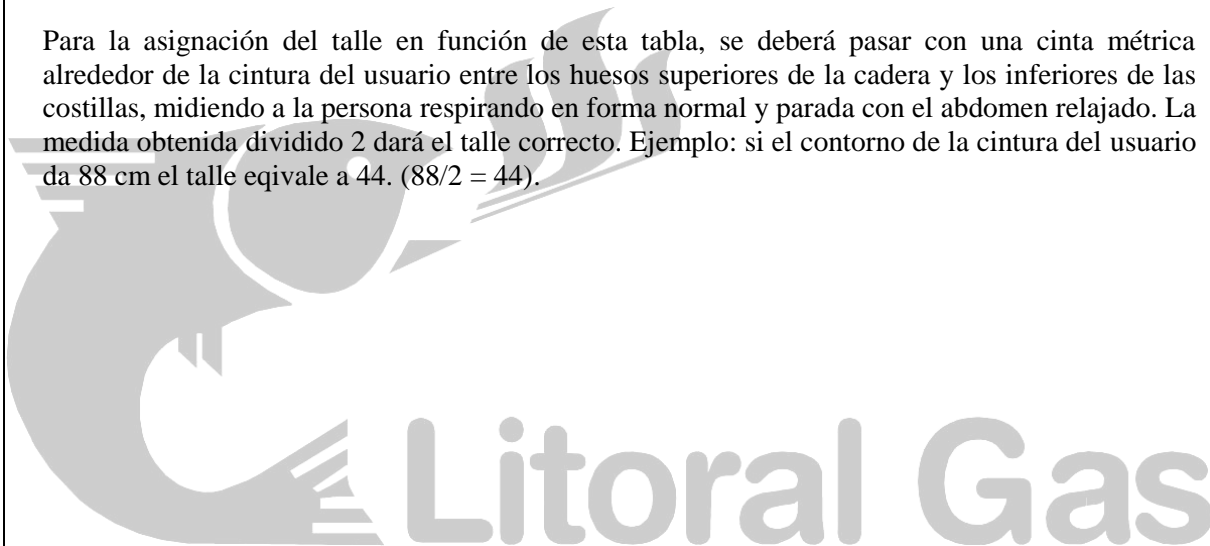 Para la asignación del talle en función de esta tabla, se deberá pasar con una cinta métrica
alrededor de la cintura del usuario entre los huesos superiores de la cadera y los inferiores de las
costillas, midiendo a la persona respirando en forma normal y parada con el abdomen relajado. La
medida obtenida dividido 2 dará el talle correcto. Ejemplo: si el contorno de la cintura del usuario
da 88 cm el talle eqivale a 44. (88/2 = 44).
Litoral Gas